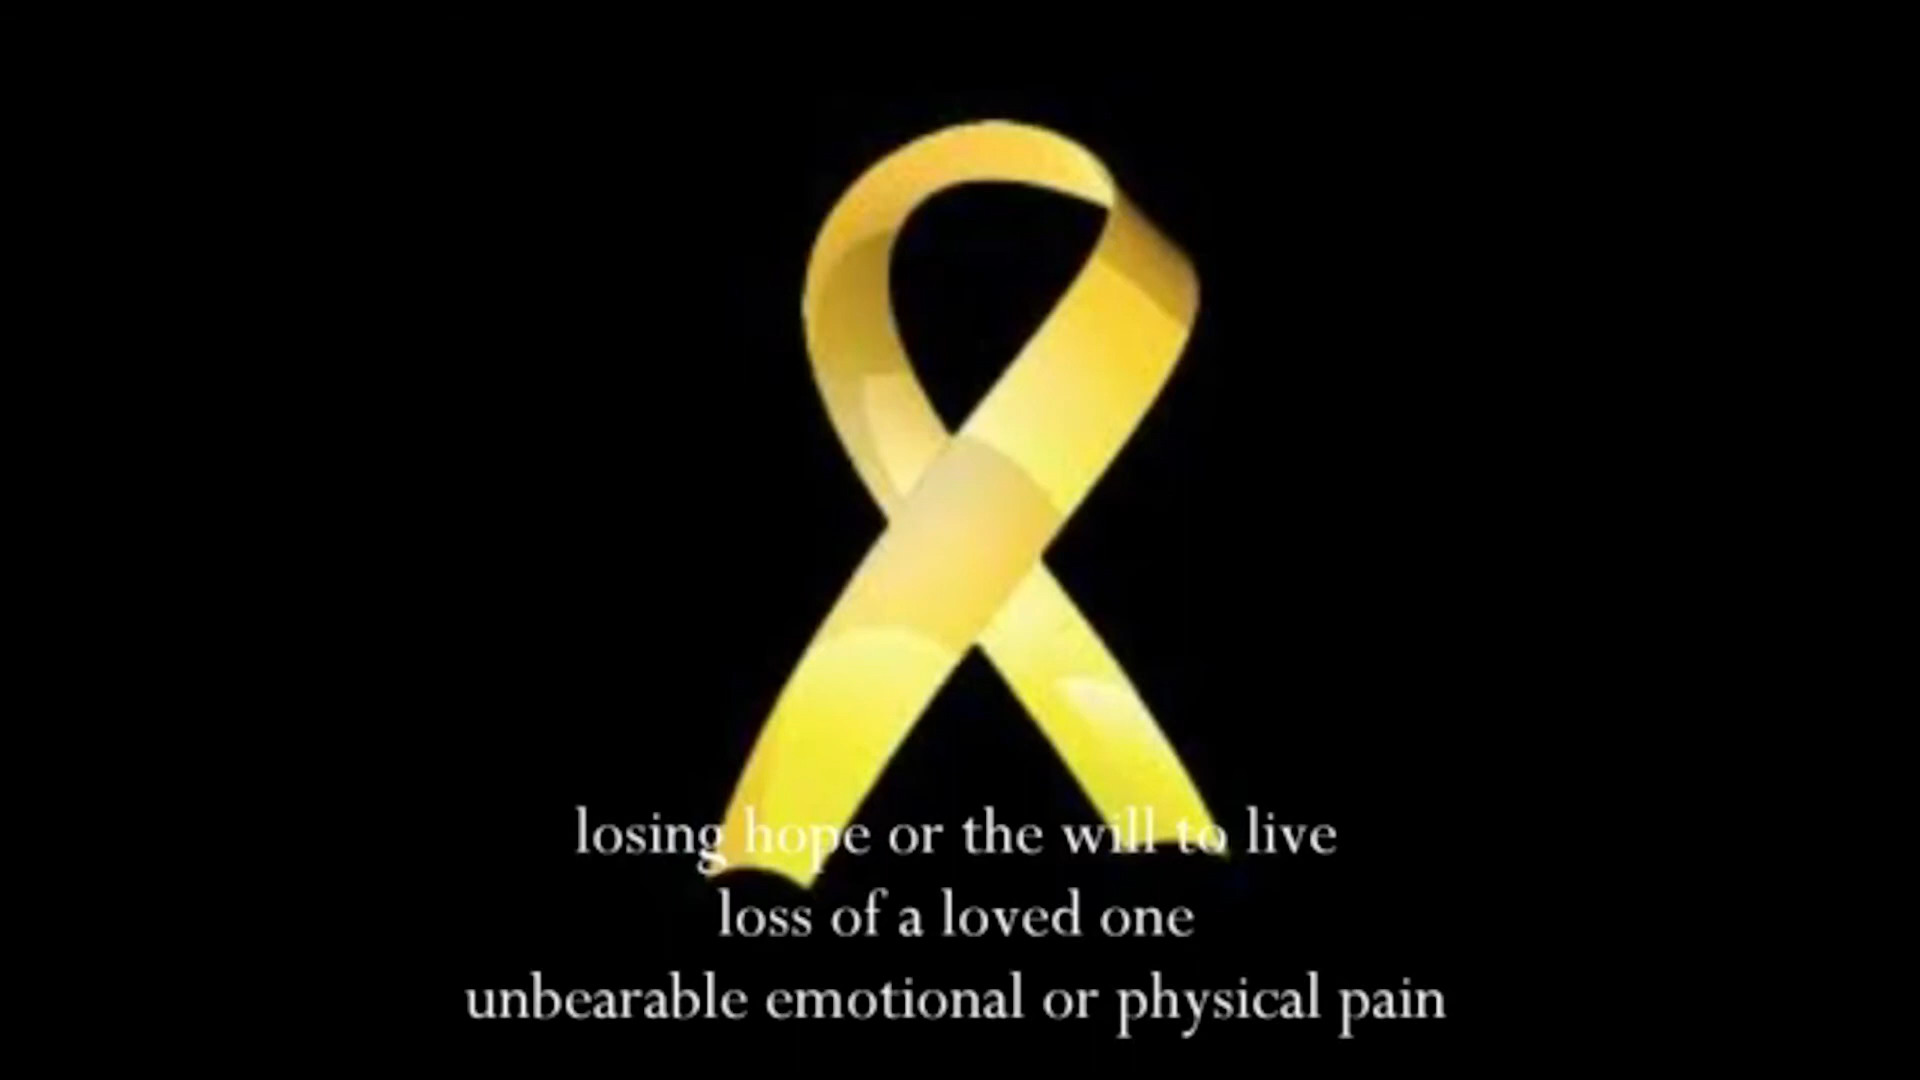 losing hope or the will to live
loss of a loved one
unbearable emotional or physical pain